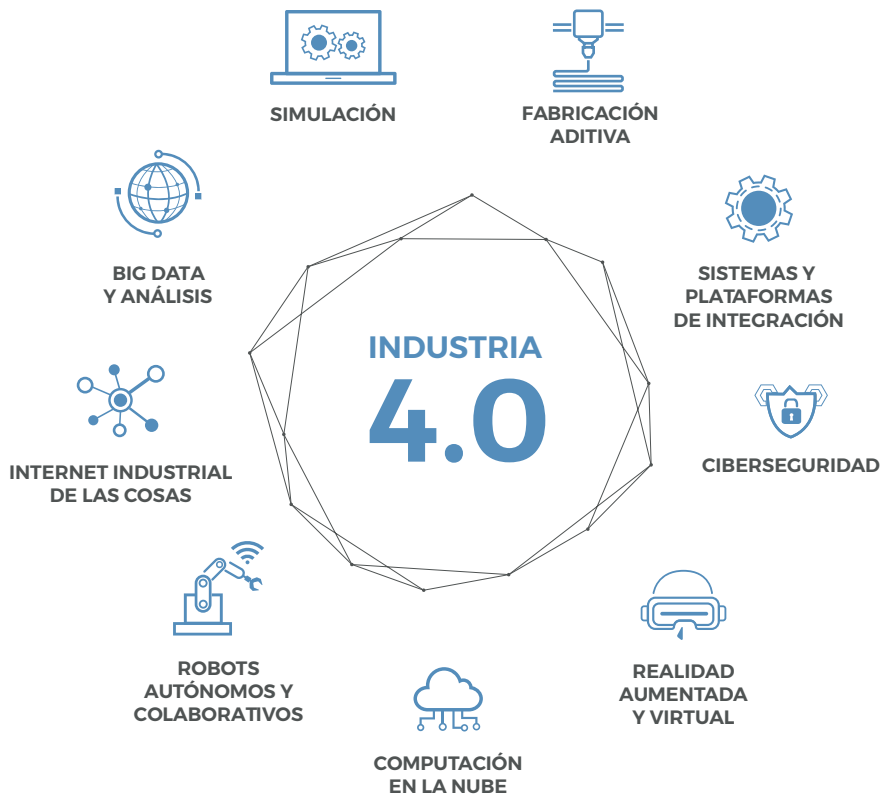 SIMULACIÓN
FABRICACIÓN
ADITIVA
BIG DATA
Y ANÁLISIS
SISTEMAS Y
PLATAFORMAS
DE INTEGRACIÓN
INDUSTRIA
4.0
INTERNET INDUSTRIAL
DE LAS COSAS
CIBERSEGURIDAD
ROBOTS
AUTÓNOMOS Y
COLABORATIVOS
REALIDAD
AUMENTADA
Y VIRTUAL
COMPUTACIÓN
EN LA NUBE